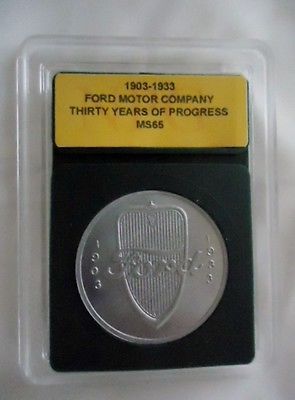 1903-1933
FORD MOTOR COMPANY
THIRTY YEARS OF PROGRESS
MS65
1903 Ford 1933